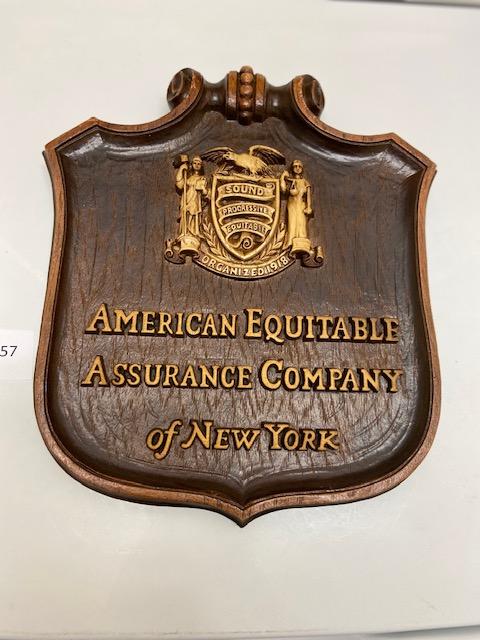 SOUND
PROGRESSIVE
EQUITABLE
ORGANIZED 1918
AMERICAN EQUITABLE
ASSURANCE COMPANY
of NEW YORK
57